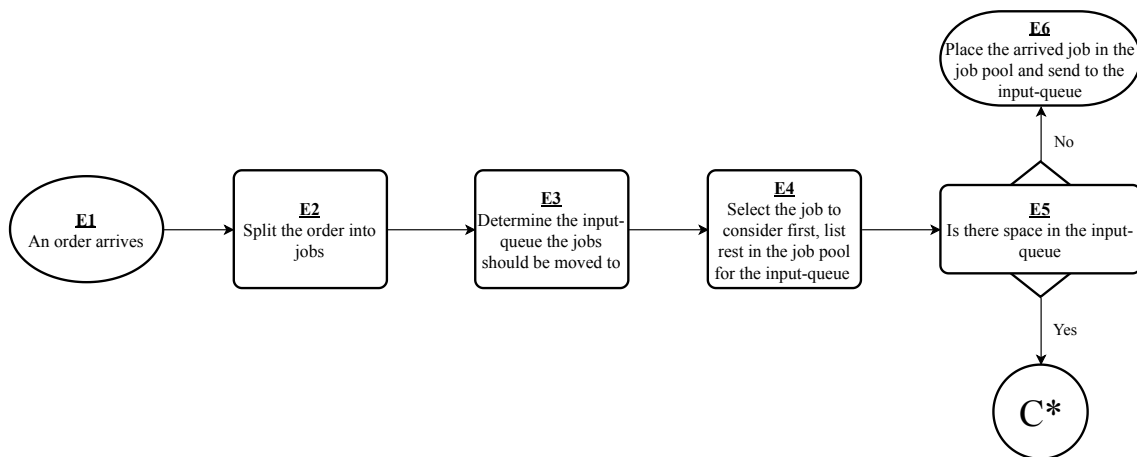 E6
Place the arrived job in the
job pool and send to the
input-queue
No
E1
An order arrives
E2
Split the order into
jobs
E3
Determine the input-
queue the jobs
should be moved to
E4
Select the job to
consider first, list
rest in the job pool
for the input-queue
E5
Is there space in the input-
queue
Yes
C*